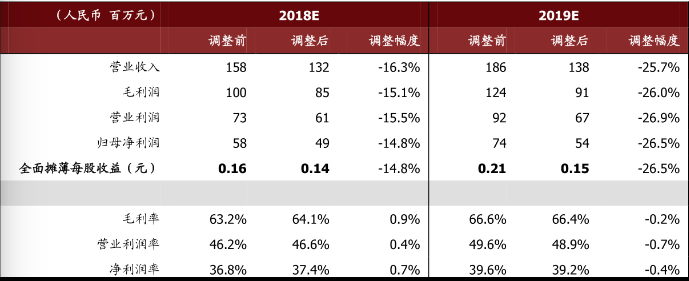 （人民币 百万元） 2018E 2019E
调整前 调整后 调整幅度 调整前 调整后 调整幅度
营业收入 158 132 -16.3% 186 138 -25.7%
毛利润 100 85 -15.1% 124 91 -26.0%
营业利润 73 61 -15.5% 92 67 -26.9%
归母净利润 58 49 -14.8% 74 54 -26.5%
全面摊薄每股收益（元） 0.16 0.14 -14.8% 0.21 0.15 -26.5%
毛利率 63.2% 64.1% 0.9% 66.6% 66.4% -0.2%
营业利润率 46.2% 46.6% 0.4% 49.6% 48.9% -0.7%
净利润率 36.8% 37.4% 0.7% 39.6% 39.2% -0.4%